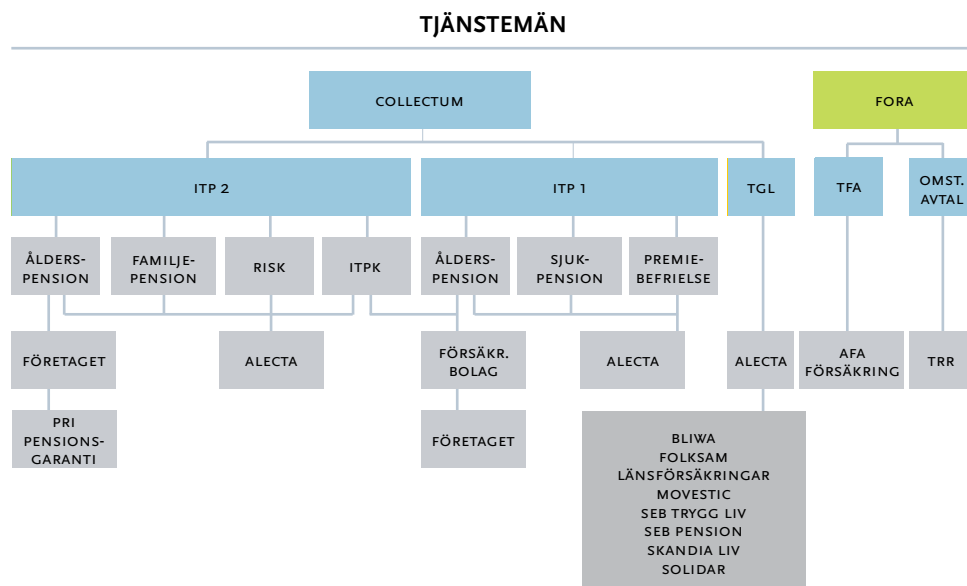 TJÄNSTEMÄN
COLLECTUM
FORA
ITP 2
ITP 1
TGL
TFA
OMST.
AVTAL
ÅLDERS-
PENSION
FAMILJE-
PENSION
RISK
ITPK
ÅLDERS-
PENSION
SJUK-
PENSION
PREMIE-
BEFRIELSE
FÖRETAGET
ALECTA
FÖRSÄKR.
BOLAG
ALECTA
ALECTA
AFA
FÖRSÄKRING
TRR
PRI
PENSIONS-
GARANTI
FÖRETAGET
BLIWA
FOLKSAM
LÄNSFÖRSÄKRINGAR
MOVESTIC
SEB TRYGG LIV
SEB PENSION
SKANDIA LIV
SOLIDAR